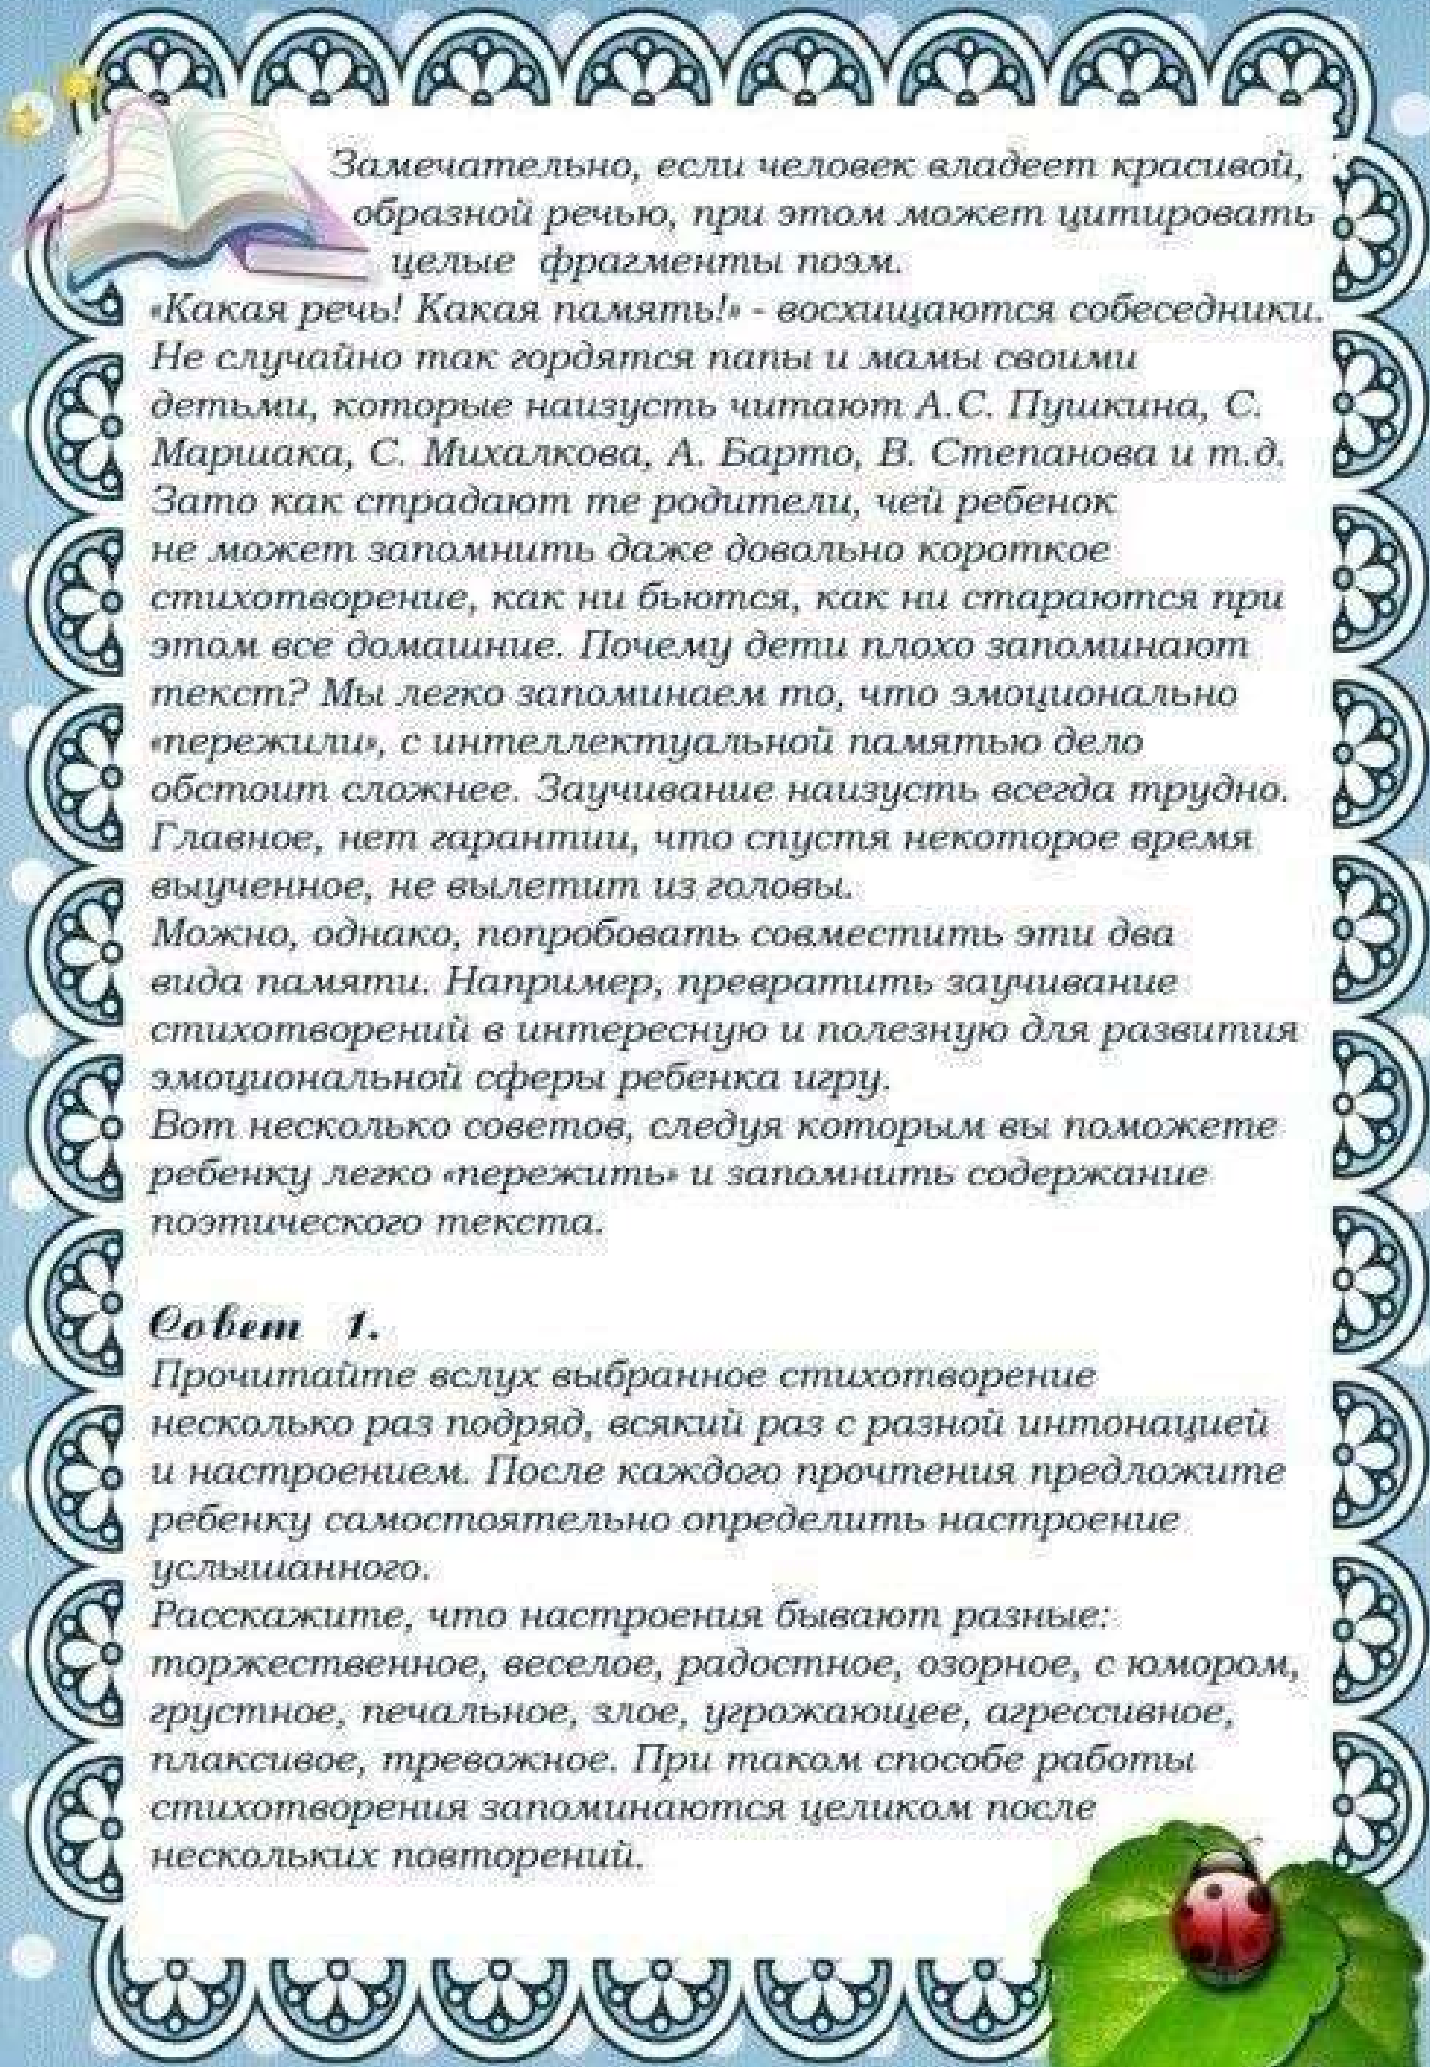 Замечательно, если человек владеет красивой,
образной речью, при этом может цитировать
целые фрагменты поэм.
«Какая речь! Какая память!» - восхищаются собеседники.
Не случайно так гордятся папы и мамы своими
детьми, которые наизусть читают А.С. Пушкина, С.
Маршака, С. Михалкова, А. Барто, В. Степанова и т.д.
Зато как страдают те родители, чей ребенок
не может запомнить даже довольно короткое
стихотворение, как ни бьются, как ни стараются при
этом все домашние. Почему дети плохо запоминают
текст? Мы легко запоминаем то, что эмоционально
«пережили», с интеллектуальной памятью дело
обстоит сложнее. Заучивание наизусть всегда трудно.
Главное, нет гарантии, что спустя некоторое время
выученное, не вылетит из головы.
Можно, однако, попробовать совместить эти два
вида памяти. Например, превратить заучивание
стихотворений в интересную и полезную для развития
эмоциональной сферы ребенка игру.
Вот несколько советов, следуя которым вы поможете
ребенку легко «пережить» и запомнить содержание
поэтического текста.
Совет 1.
Прочитайте вслух выбранное стихотворение
несколько раз подряд, всякий раз с разной интонацией
и настроением. После каждого прочтения предложите
ребенку самостоятельно определить настроение
услышанного.
Расскажите, что настроения бывают разные:
торжественное, веселое, радостное, озорное, с юмором,
грустное, печальное, злое, угрожающее, агрессивное,
плаксивое, тревожное. При таком способе работы
стихотворения запоминаются целиком после
нескольких повторений.